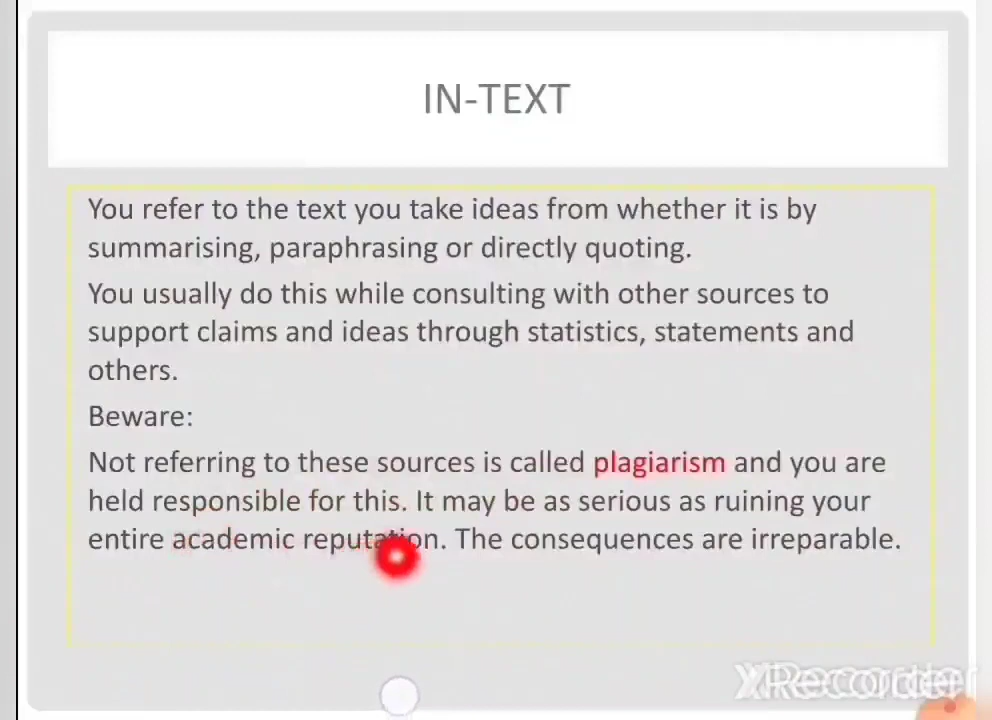 IN-TEXT
You refer to the text you take ideas from whether it is by
summarising, paraphrasing or directly quoting.
You usually do this while consulting with other sources to
support claims and ideas through statistics, statements and
others.
Beware:
Not referring to these sources is called plagiarism and you are
held responsible for this. It may be as serious as ruining your
entire academic reputation. The consequences are irreparable.
XRecorder